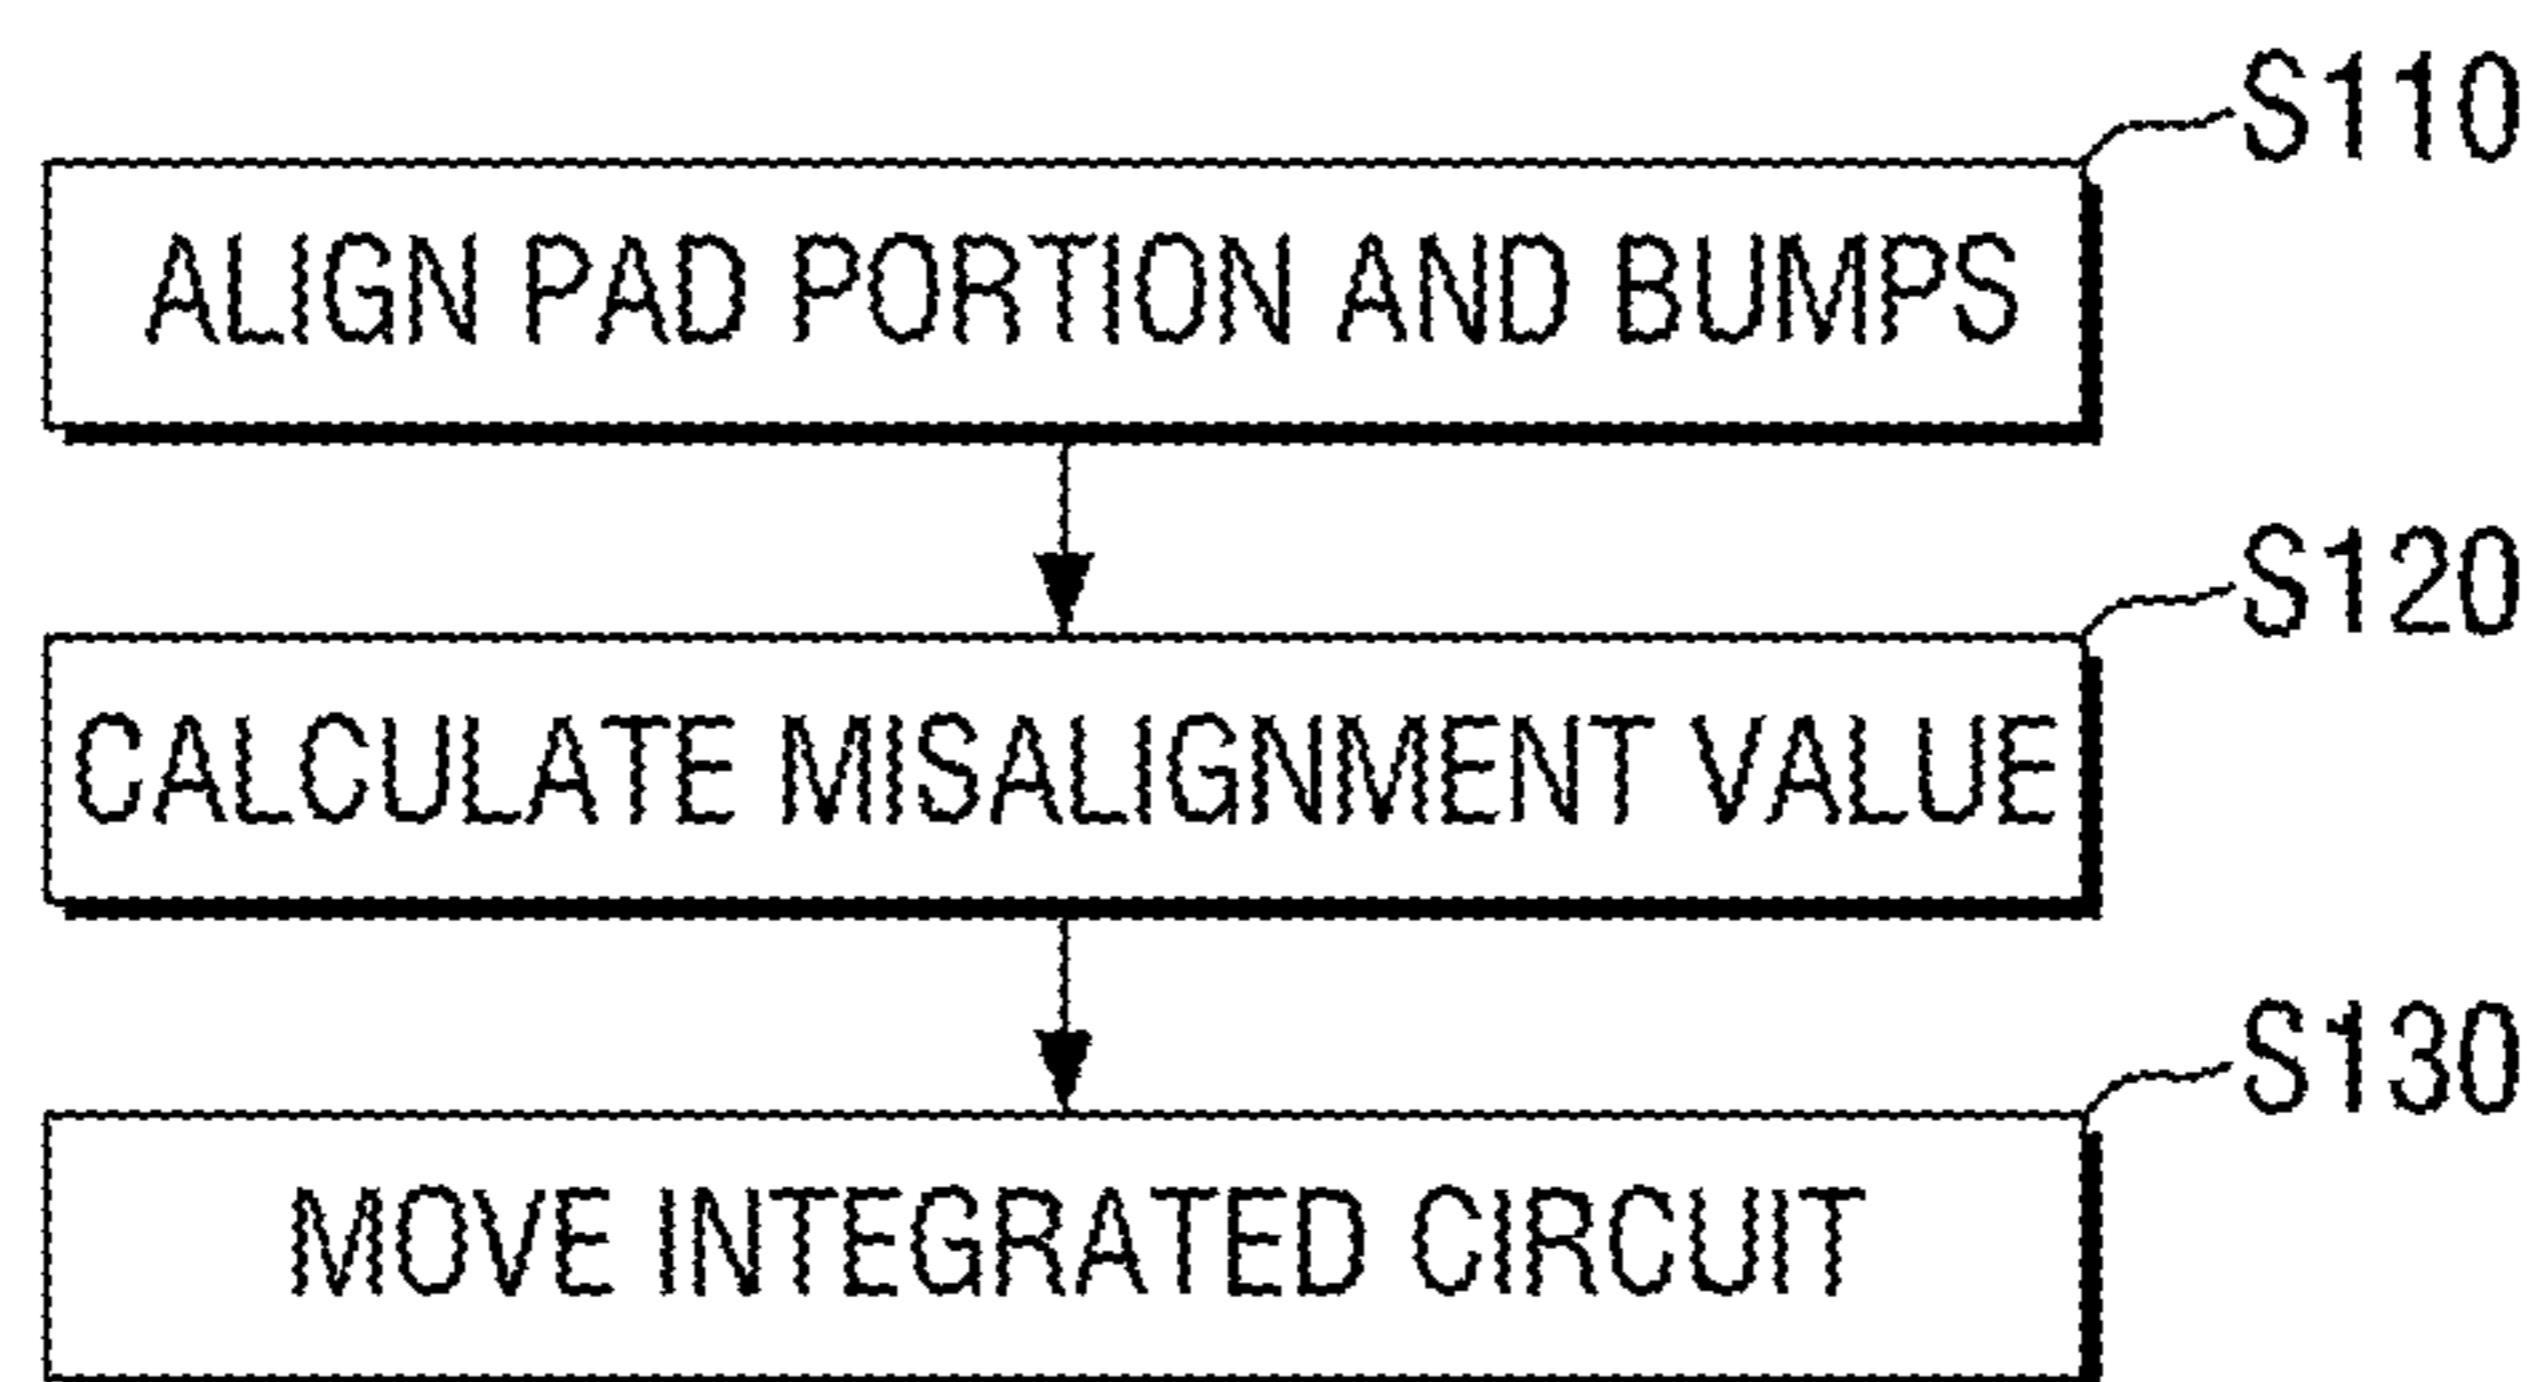 S110
ALIGN PAD PORTION AND BUMPS
S120
CALCULATE MISALIGNMENT VALUE
S130
MOVE INTEGRATED CIRCUIT